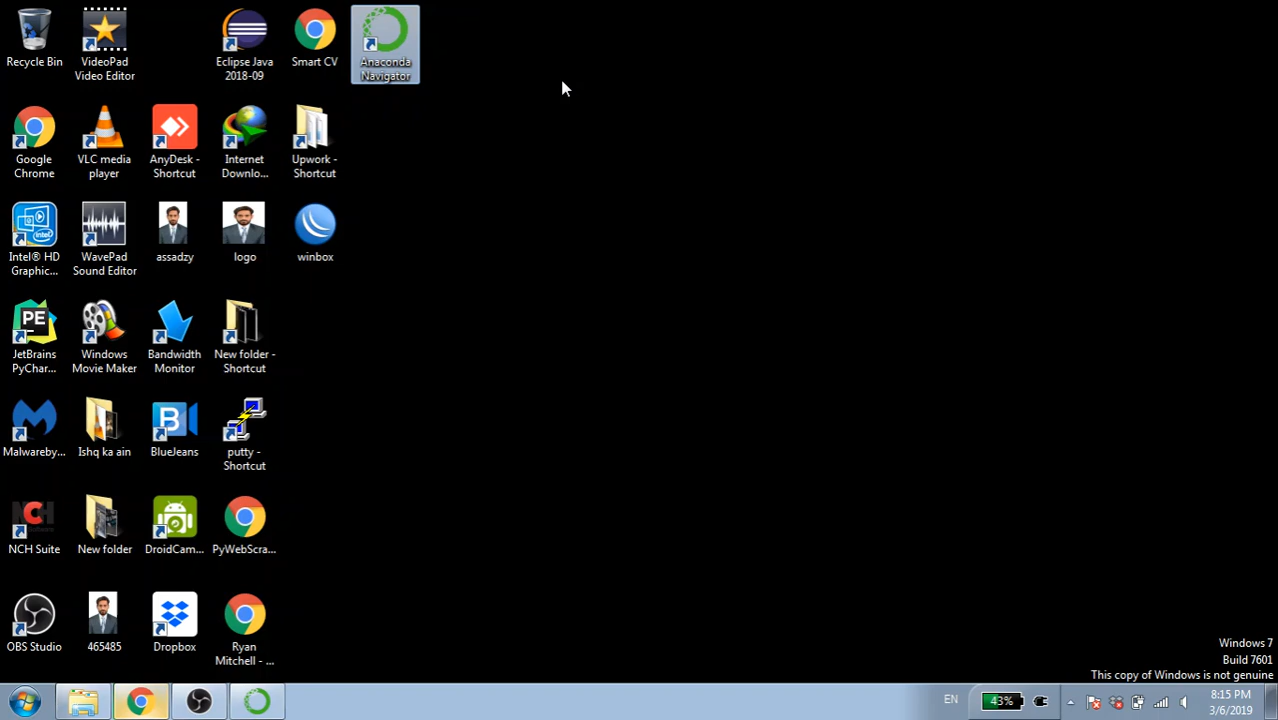 Recycle Bin
VideoPad
Video Editor
Eclipse Java
2018-09
Smart CV
Anaconda
Navigator
Google
Chrome
VLC media
player
AnyDesk -
Shortcut
Internet
Downlo...
Upwork -
Shortcut
Intel® HD
Graphic...
WavePad
Sound Editor
assadzy
logo
winbox
PE
JetBrains
PyChar...
Windows
Movie Maker
Bandwidth
Monitor
New folder -
Shortcut
Malwareby...
Ishq ka ain
B
BlueJeans
putty -
Shortcut
NCH
NCH Suite
New folder
DroidCam...
PyWebScra...
OBS Studio
465485
Dropbox
Ryan
Mitchell - ...
Windows 7
Build 7601
This copy of Windows is not genuine
EN
43%
8:15 PM
3/6/2019